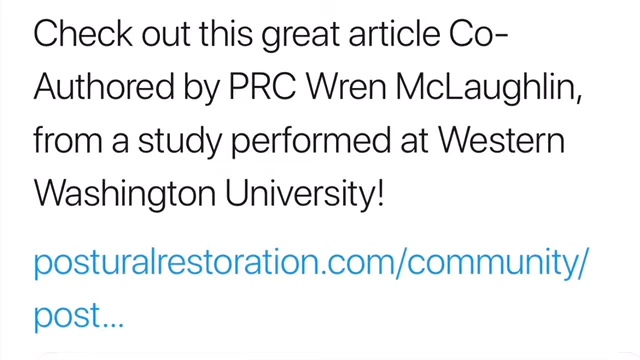 Check out this great article Co-
Authored by PRC Wren McLaughlin,
from a study performed at Western
Washington University!
posturalrestoration.com/community/
post...